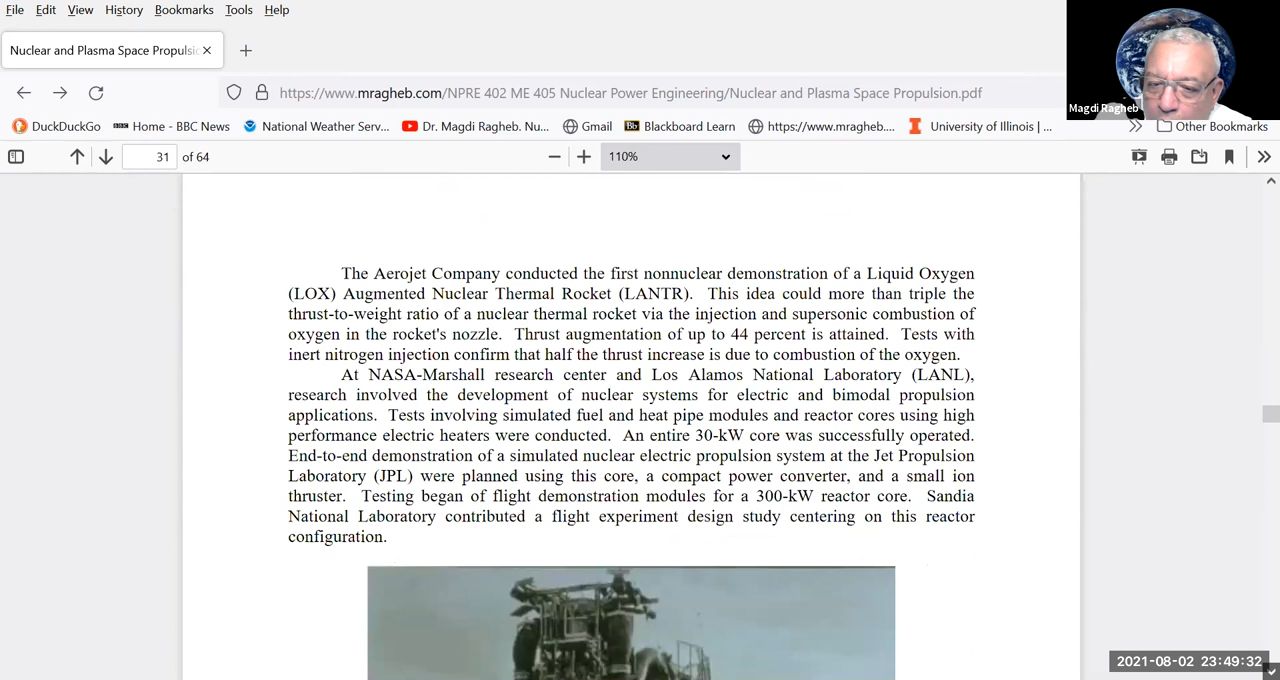 File Edit View History Bookmarks Tools Help
Nuclear and Plasma Space Propulsi
https://www.mragheb.com/NPRE 402 ME 405 Nuclear Power Engineering/Nuclear and Plasma Space Propulsion.pdf
Magdi Ragheb
DuckDuckGo BBC Home - BBC News National Weather Serv... Dr. Magdi Ragheb. Nu... Gmail Bb Blackboard Learn https://www.mragheb.... I University of Illinois | ... Other Bookmarks
31 of 64 110%
The Aerojet Company conducted the first nonnuclear demonstration of a Liquid Oxygen
(LOX) Augmented Nuclear Thermal Rocket (LANTR). This idea could more than triple the
thrust-to-weight ratio of a nuclear thermal rocket via the injection and supersonic combustion of
oxygen in the rocket's nozzle. Thrust augmentation of up to 44 percent is attained. Tests with
inert nitrogen injection confirm that half the thrust increase is due to combustion of the oxygen.
At NASA-Marshall research center and Los Alamos National Laboratory (LANL),
research involved the development of nuclear systems for electric and bimodal propulsion
applications. Tests involving simulated fuel and heat pipe modules and reactor cores using high
performance electric heaters were conducted. An entire 30-kW core was successfully operated.
End-to-end demonstration of a simulated nuclear electric propulsion system at the Jet Propulsion
Laboratory (JPL) were planned using this core, a compact power converter, and a small ion
thruster. Testing began of flight demonstration modules for a 300-kW reactor core. Sandia
National Laboratory contributed a flight experiment design study centering on this reactor
configuration.
2021-08-02 23:49:32